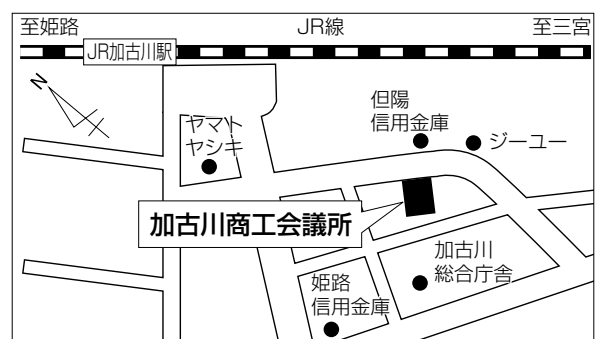 至姫路
JR線
至三宮
JR加古川駅
N
但陽
信用金庫
ジーユー
ヤマト
ヤシキ
加古川商工会議所
加古川
総合庁舎
姫路
信用金庫